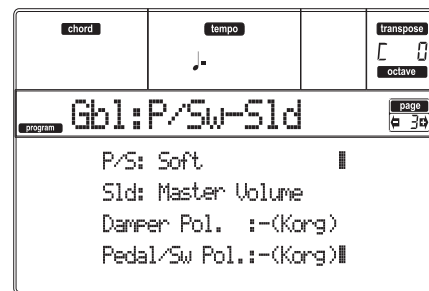 chord tempo transpose
C 0
octave
program Gbl:P/Sw-Sld page
3
P/S: Soft
Sld: Master Volume
Damper Pol. :-(Korg)
Pedal/Sw Pol.:-(Korg)